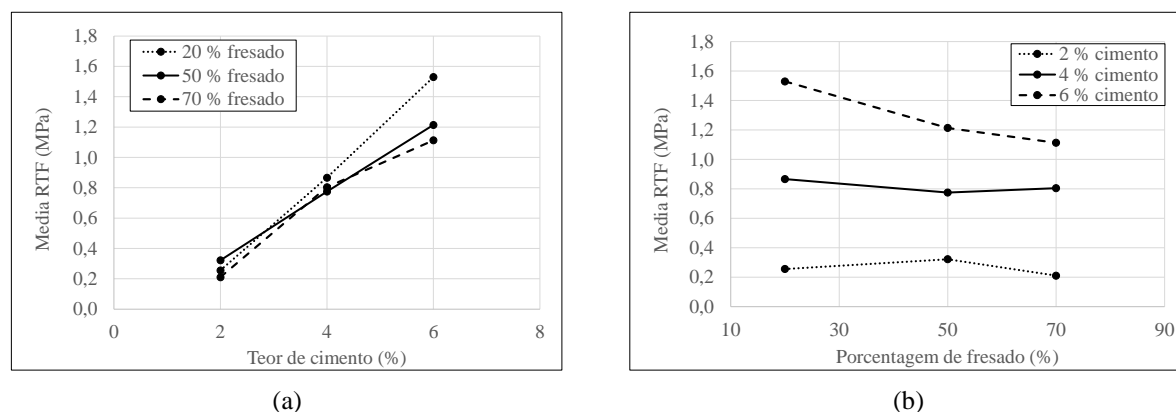 1,8
1,6
1,4
1,2
1,0
0,8
0,6
0,4
0,2
0,0
Media RTF (MPa)
20 % fresado
50 % fresado
70 % fresado
0 2 4 6 8
Teor de cimento (%)
(a)
1,8
1,6
1,4
1,2
1,0
0,8
0,6
0,4
0,2
0,0
Media RTF (MPa)
2 % cimento
4 % cimento
6 % cimento
10 30 50 70 90
Porcentagem de fresado (%)
(b)